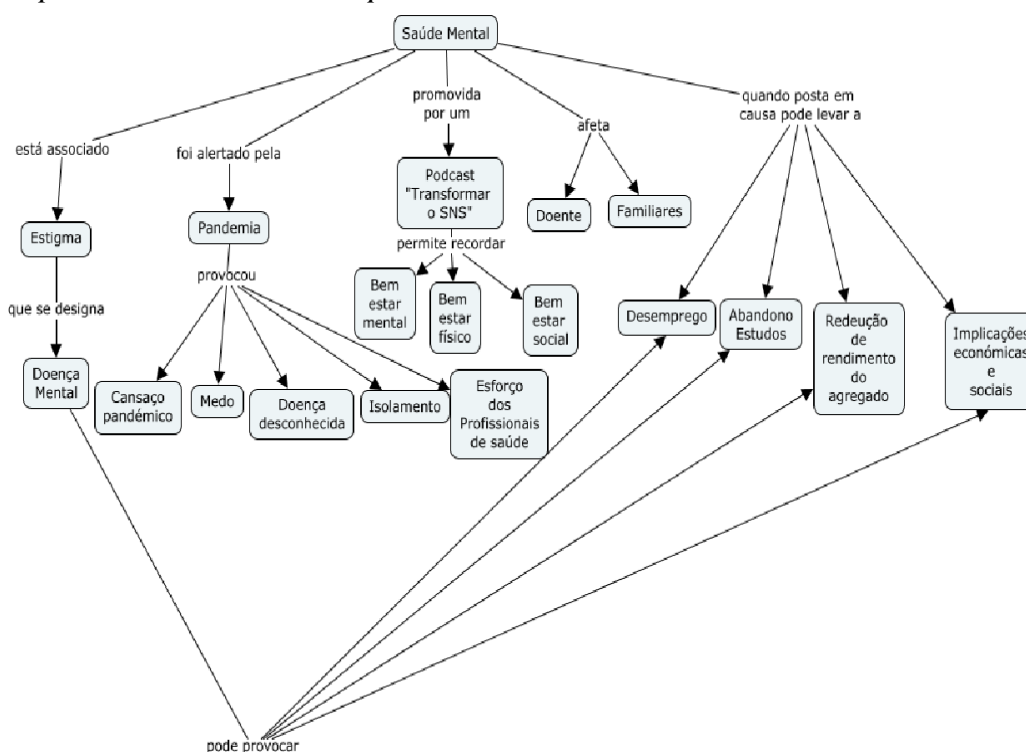 Saúde Mental
está associado
foi alertado pela
promovida
por um
afeta
quando posta em
causa pode levar a
Estigma
Pandemia
Podcast
"Transformar
o SNS"
Doente
Familiares
que se designa
provocou
permite recordar
Bem
estar
mental
Bem
estar
físico
Bem
estar
social
Desemprego
Abandono
Estudos
Redeução
de
rendimento
do
agregado
Implicações
económicas
e
sociais
Doença
Mental
Cansaço
pandémico
Medo
Doença
desconhecida
Isolamento
Esforço
dos
Profissionais
de saúde
pode provocar